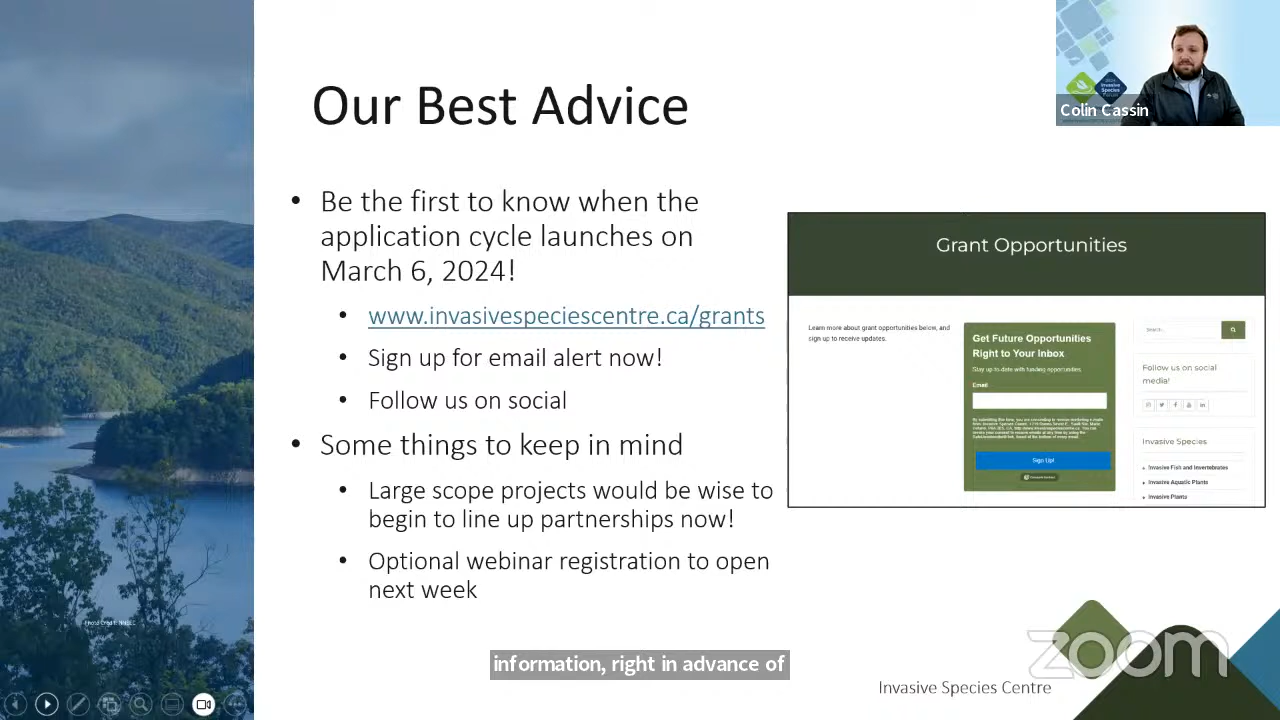 Our Best Advice
Colin Cassin
• Be the first to know when the
application cycle launches on
March 6, 2024!
• www.invasivespeciescentre.ca/grants
• Sign up for email alert now!
• Follow us on social
• Some things to keep in mind
• Large scope projects would be wise to
begin to line up partnerships now!
• Optional webinar registration to open
next week
Grant Opportunities
Learn more about grant opportunities below, and
sign up to receive updates.
Get Future Opportunities
Right to Your Inbox
Stay up-to-date with funding opportunities.
Email
Sign Up!
Search...
Follow us on social
media!
Invasive Species
Invasive Fish and Invertebrates
Invasive Aquatic Plants
Invasive Plants
information, right in advance of
zoom
Invasive Species Centre